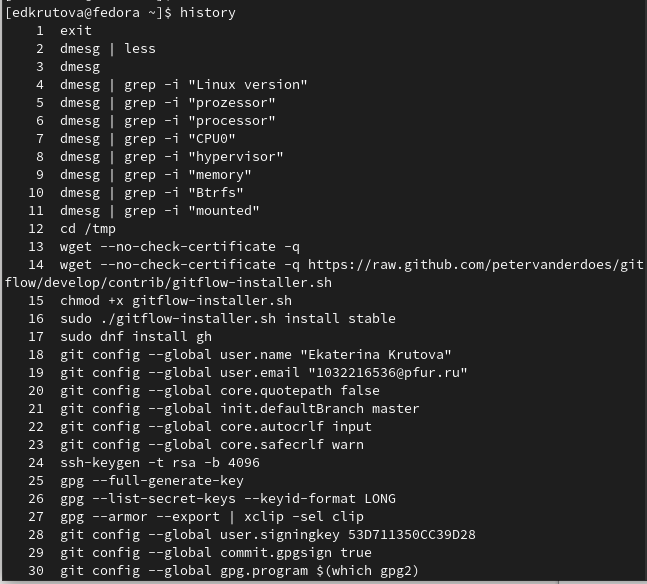 [edkrutova@fedora ~]$ history
    1  exit
    2  dmesg | less
    3  dmesg
    4  dmesg | grep -i "Linux version"
    5  dmesg | grep -i "prozessor"
    6  dmesg | grep -i "processor"
    7  dmesg | grep -i "CPU0"
    8  dmesg | grep -i "hypervisor"
    9  dmesg | grep -i "memory"
   10  dmesg | grep -i "Btrfs"
   11  dmesg | grep -i "mounted"
   12  cd /tmp
   13  wget --no-check-certificate -q
   14  wget --no-check-certificate -q https://raw.github.com/petervanderdoes/git
flow/develop/contrib/gitflow-installer.sh
   15  chmod +x gitflow-installer.sh
   16  sudo ./gitflow-installer.sh install stable
   17  sudo dnf install gh
   18  git config --global user.name "Ekaterina Krutova"
   19  git config --global user.email "1032216536@pfur.ru"
   20  git config --global core.quotepath false
   21  git config --global init.defaultBranch master
   22  git config --global core.autocrlf input
   23  git config --global core.safecrlf warn
   24  ssh-keygen -t rsa -b 4096
   25  gpg --full-generate-key
   26  gpg --list-secret-keys --keyid-format LONG
   27  gpg --armor --export | xclip -sel clip
   28  git config --global user.signingkey 53D711350CC39D28
   29  git config --global commit.gpgsign true
   30  git config --global gpg.program $(which gpg2)